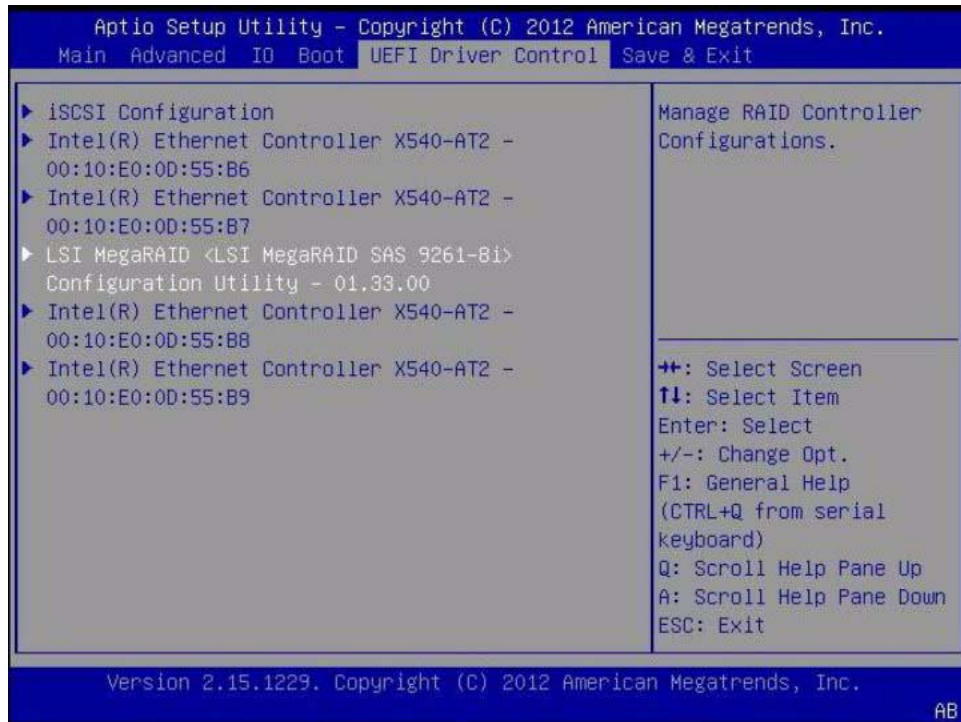 Aptio Setup Utility – Copyright (C) 2012 American Megatrends, Inc.
Main Advanced IO Boot UEFI Driver Control Save & Exit
iSCSI Configuration
Intel(R) Ethernet Controller X540-AT2 –
00:10:E0:0D:55:B6
Intel(R) Ethernet Controller X540-AT2 –
00:10:E0:0D:55:B7
LSI MegaRAID <LSI MegaRAID SAS 9261-8i>
Configuration Utility – 01.33.00
Intel(R) Ethernet Controller X540-AT2 –
00:10:E0:0D:55:B8
Intel(R) Ethernet Controller X540-AT2 –
00:10:E0:0D:55:B9
Manage RAID Controller
Configurations.
→←: Select Screen
↑↓: Select Item
Enter: Select
+/-: Change Opt.
F1: General Help
(CTRL+Q from serial
keyboard)
Q: Scroll Help Pane Up
A: Scroll Help Pane Down
ESC: Exit
Version 2.15.1229. Copyright (C) 2012 American Megatrends, Inc.
AB